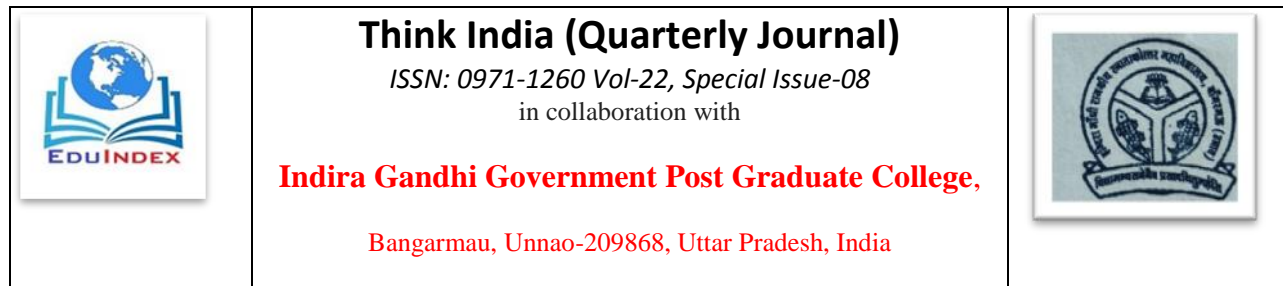 EDUINDEX
Think India (Quarterly Journal)
ISSN: 0971-1260 Vol-22, Special Issue-08
in collaboration with
Indira Gandhi Government Post Graduate College,
Bangarmau, Unnao-209868, Uttar Pradesh, India